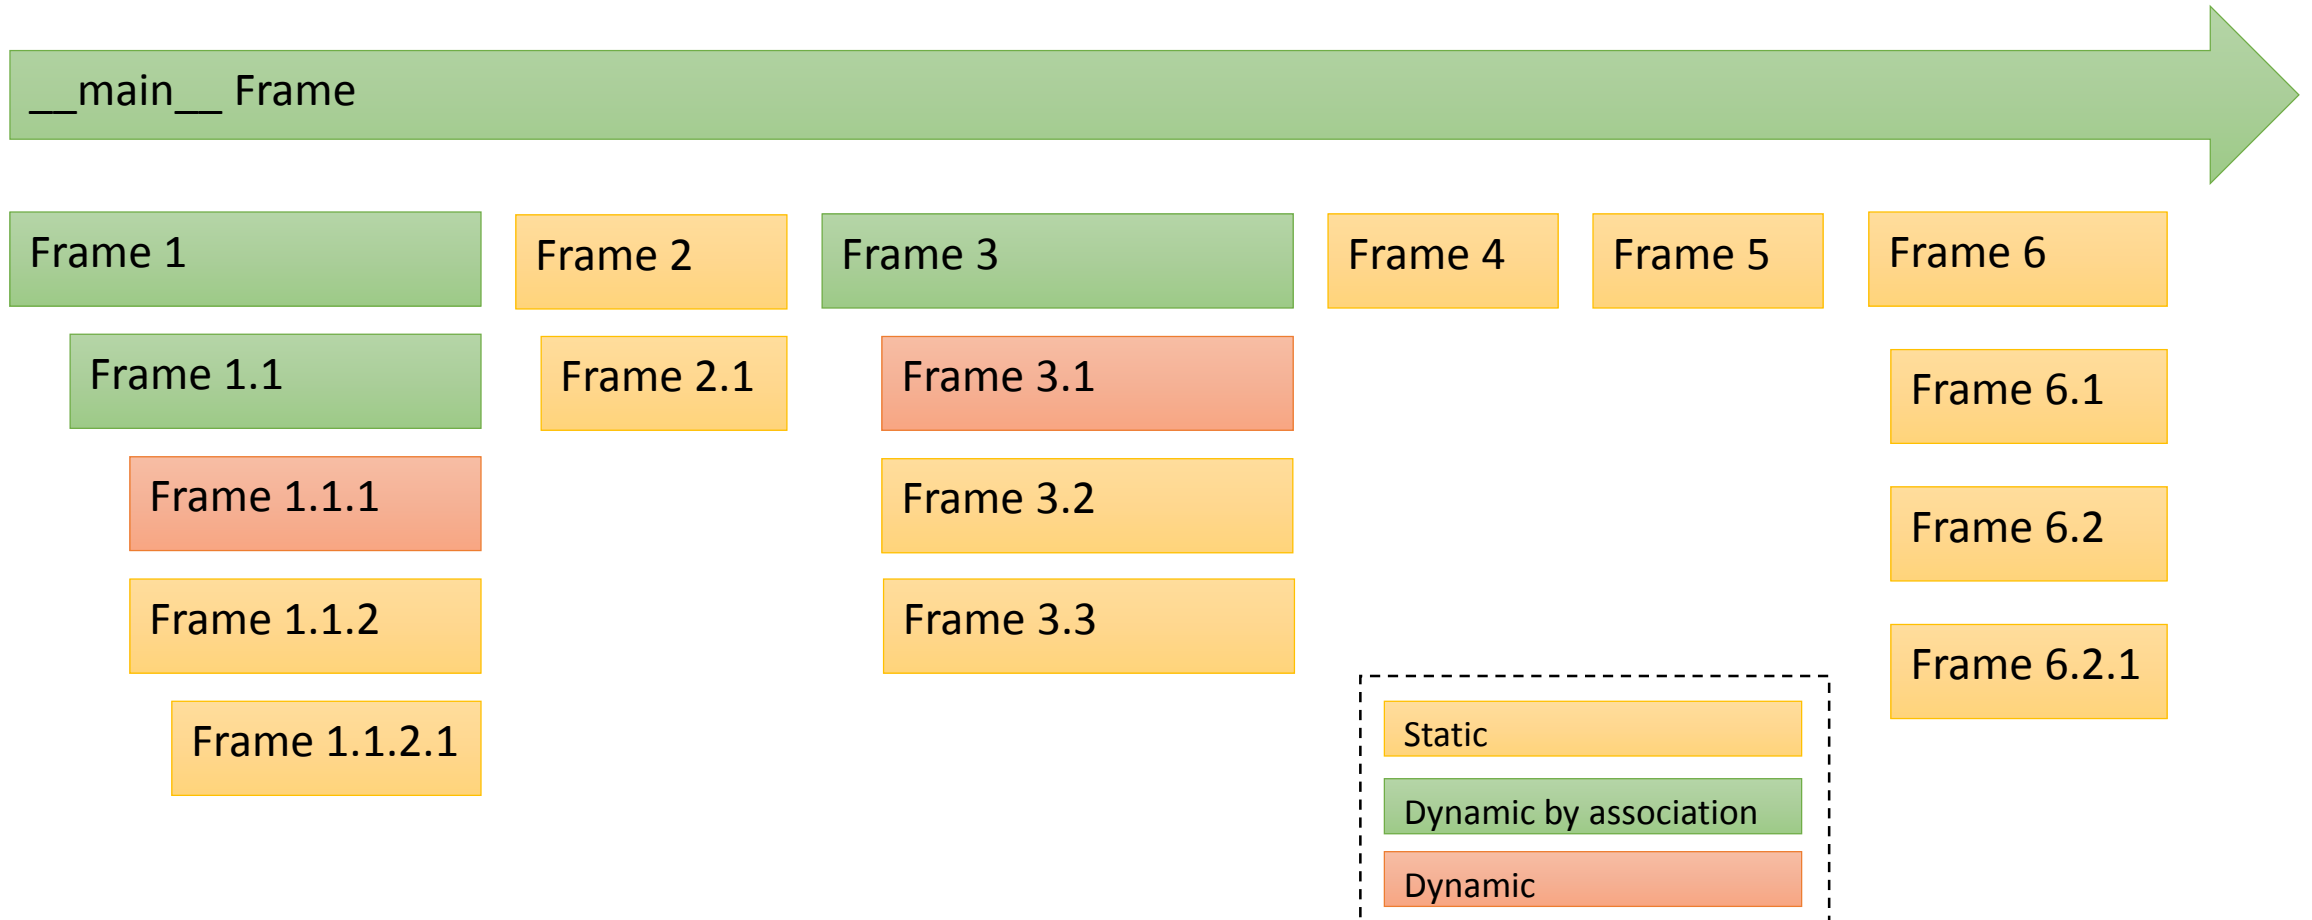 __main__ Frame
Frame 1
Frame 2
Frame 3
Frame 4
Frame 5
Frame 6
Frame 1.1
Frame 2.1
Frame 3.1
Frame 6.1
Frame 1.1.1
Frame 3.2
Frame 6.2
Frame 1.1.2
Frame 3.3
Frame 6.2.1
Frame 1.1.2.1
Static
Dynamic by association
Dynamic